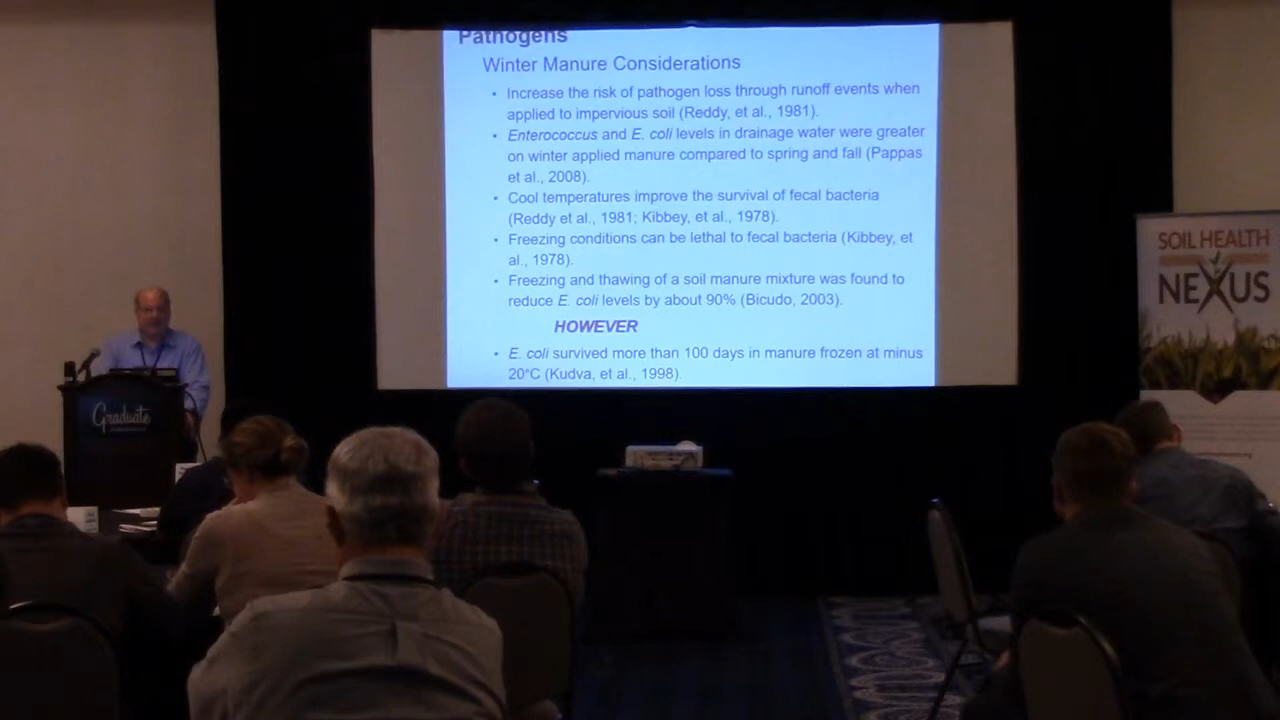 Pathogens
Winter Manure Considerations
• Increase the risk of pathogen loss through runoff events when
applied to impervious soil (Reddy, et al., 1981).
• Enterococcus and E. coli levels in drainage water were greater
on winter applied manure compared to spring and fall (Pappas
et al., 2008).
• Cool temperatures improve the survival of fecal bacteria
(Reddy et al., 1981; Kibbey, et al., 1978).
• Freezing conditions can be lethal to fecal bacteria (Kibbey, et
al., 1978).
• Freezing and thawing of a soil manure mixture was found to
reduce E. coli levels by about 90% (Bicudo, 2003).
HOWEVER
• E. coli survived more than 100 days in manure frozen at minus
20°C (Kudva, et al., 1998).
SOIL HEALTH
NEXUS
Graduate